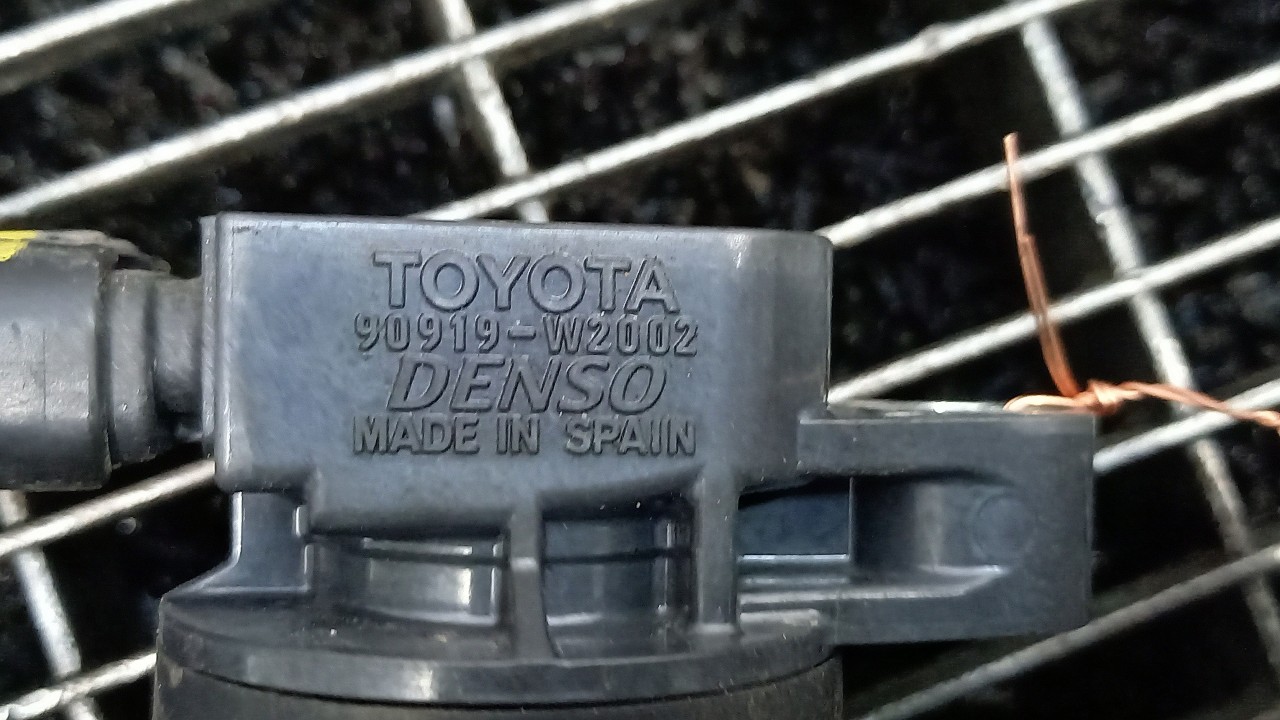 TOYOTA
90919-W2002
DENSO
MADE IN SPAIN